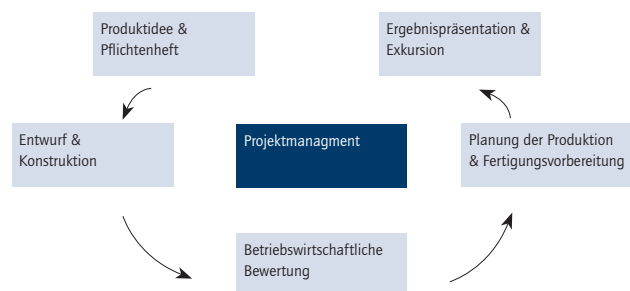 Produktidee &
Pflichtenheft
Ergebnispräsentation &
Exkursion
Entwurf &
Konstruktion
Projektmanagment
Planung der Produktion
& Fertigungsvorbereitung
Betriebswirtschaftliche
Bewertung